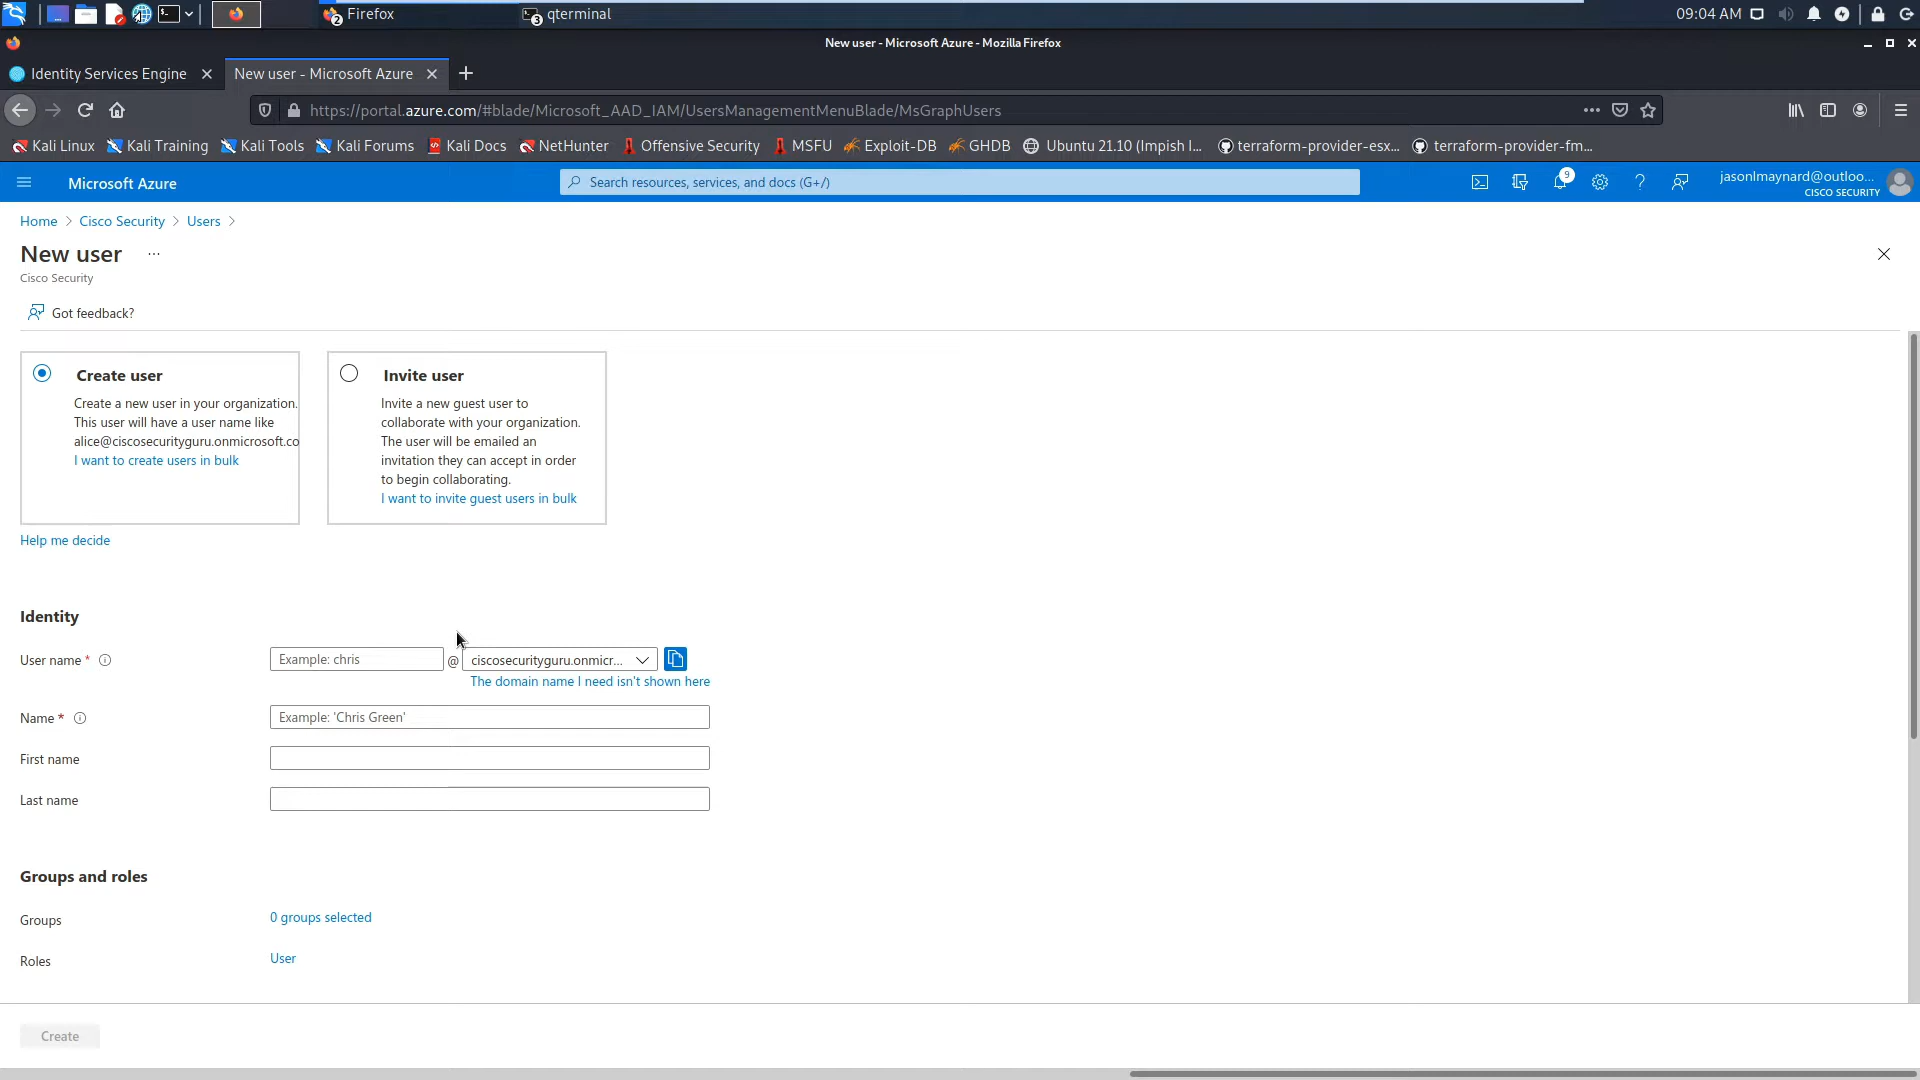 2 Firefox
3 qterminal
09:04 AM
New user - Microsoft Azure - Mozilla Firefox
Identity Services Engine
New user - Microsoft Azure
https://portal.azure.com/#blade/Microsoft_AAD_IAM/UsersManagementMenuBlade/MsGraphUsers
Kali Linux
Kali Training
Kali Tools
Kali Forums
Kali Docs
NetHunter
Offensive Security
MSFU
Exploit-DB
GHDB
Ubuntu 21.10 (Impish I...
terraform-provider-esx...
terraform-provider-fm...
Microsoft Azure
Search resources, services, and docs (G+/)
9
jasonlmaynard@outloo...
CISCO SECURITY
Home > Cisco Security > Users >
New user ...
Cisco Security
Got feedback?
Create user
Create a new user in your organization.
This user will have a user name like
alice@ciscosecurityguru.onmicrosoft.co
I want to create users in bulk
Invite user
Invite a new guest user to
collaborate with your organization.
The user will be emailed an
invitation they can accept in order
to begin collaborating.
I want to invite guest users in bulk
Help me decide
Identity
User name *
Example: chris
@
ciscosecurityguru.onmicr...
The domain name I need isn't shown here
Name *
Example: 'Chris Green'
First name
Last name
Groups and roles
Groups
0 groups selected
Roles
User
Create